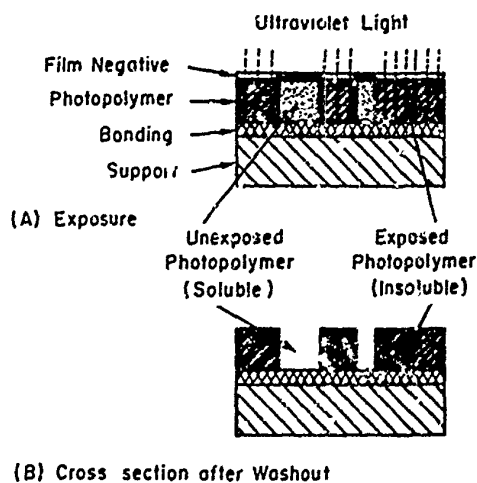 Ultraviolet Light
Film Negative
Photopolymer
Bonding
Support
(A) Exposure
Unexposed
Photopolymer
(Soluble)
Exposed
Photopolymer
(Insoluble)
(B) Cross section after Washout